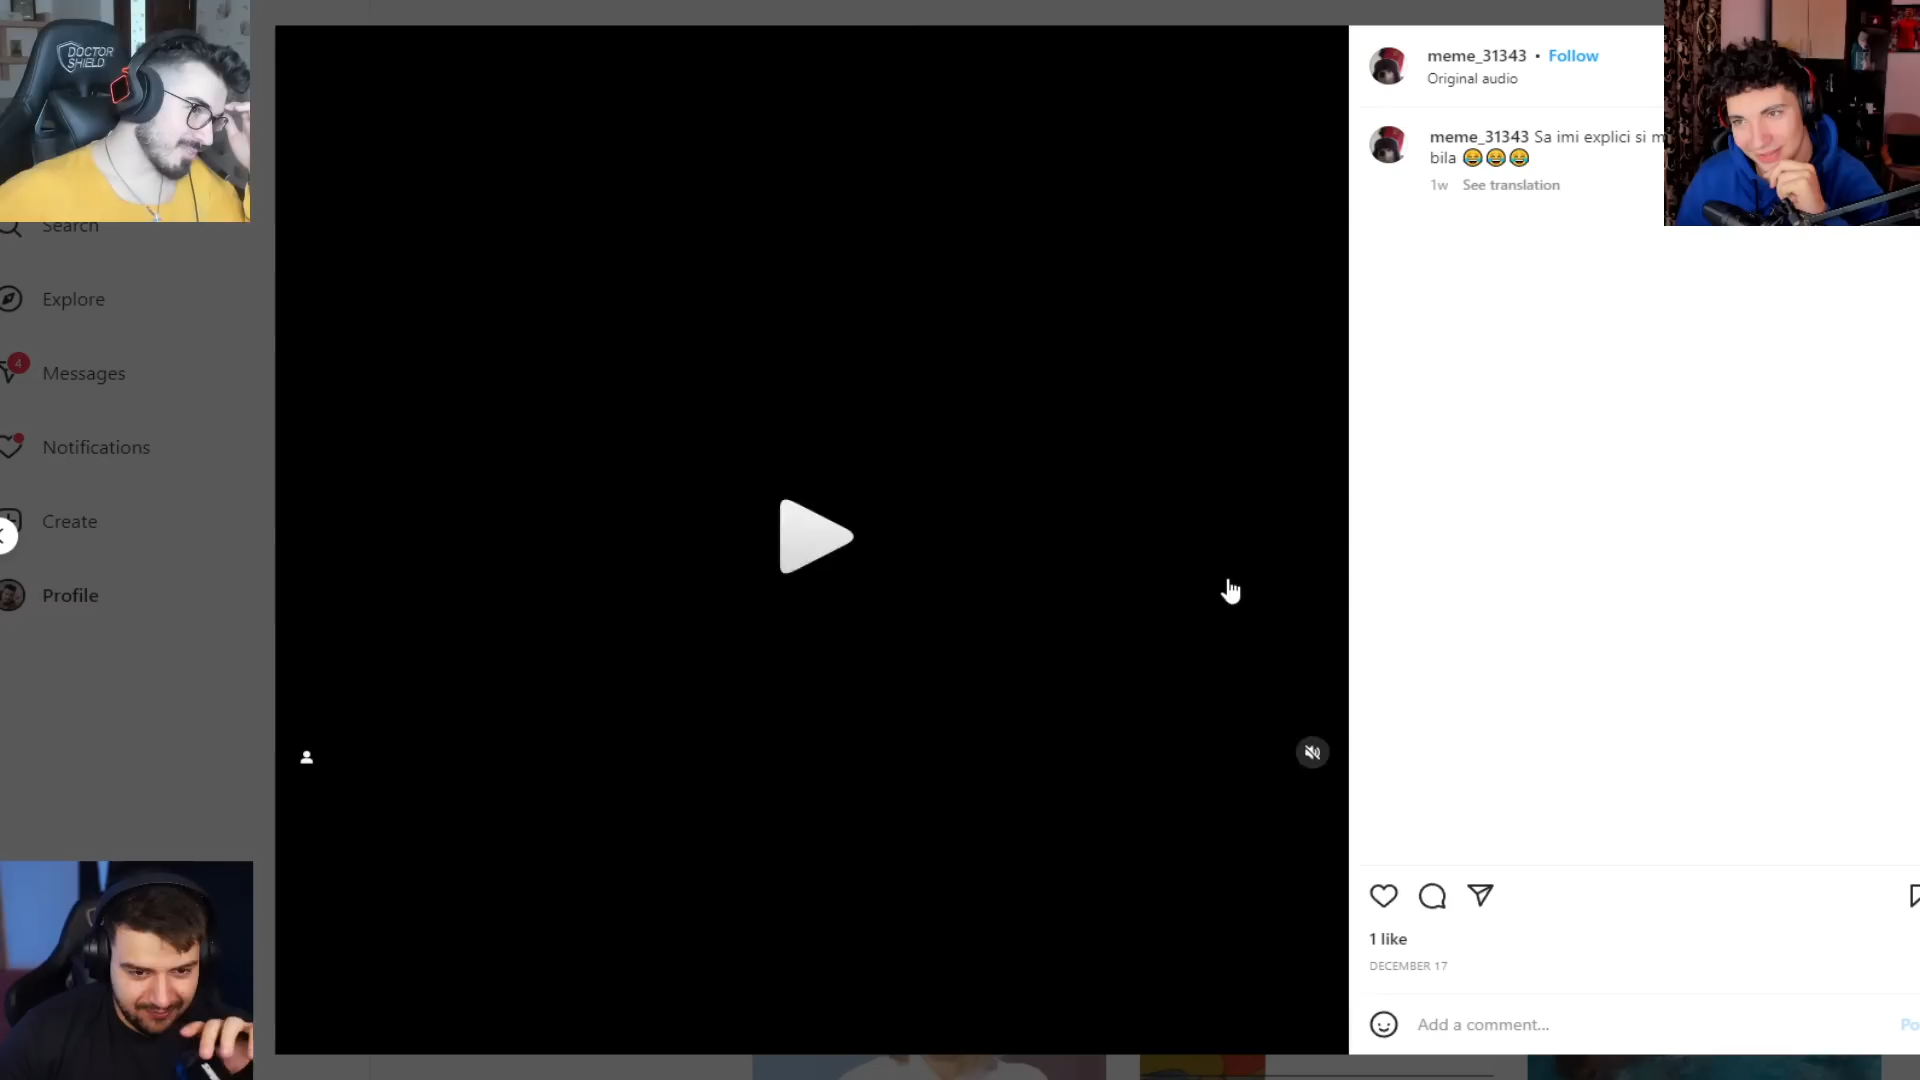 DOCTOR
SHIELD
Search
Explore
4
Messages
Notifications
Create
Profile
meme_31343 • Follow
Original audio
meme_31343 Sa imi explici si m
bila 😂😂😂
1w See translation
1 like
DECEMBER 17
Add a comment...
Po